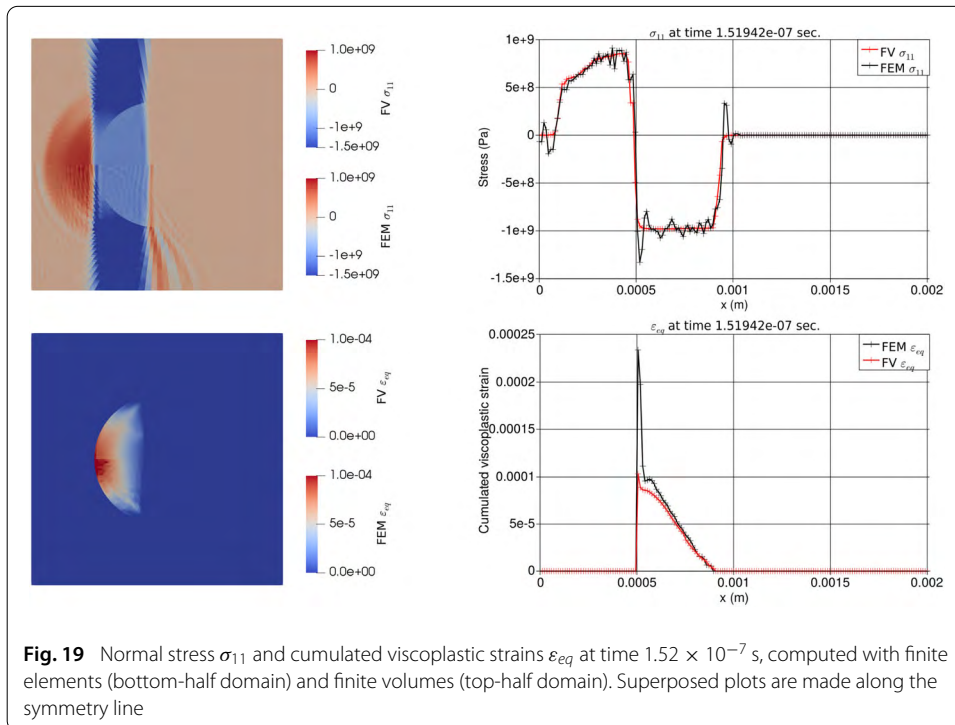 1.0e+09
0
-1e+9
-1.5e+09
FV σ11
1.0e+09
0
-1e+9
-1.5e+09
FEM σ11
σ11 at time 1.51942e-07 sec.
FV σ11
FEM σ11
Stress (Pa)
1e+9
5e+8
0
-5e+8
-1e+9
-1.5e+9
0
0.0005
0.001
0.0015
0.002
x (m)
1.0e-04
5e-5
0.0e+00
FV εeq
1.0e-04
5e-5
0.0e+00
FEM εeq
εeq at time 1.51942e-07 sec.
FEM εeq
FV εeq
Cumulated viscoplastic strain
0.00025
0.0002
0.00015
0.0001
5e-5
0
0
0.0005
0.001
0.0015
0.002
x (m)
Fig. 19 Normal stress σ11 and cumulated viscoplastic strains εeq at time 1.52 × 10−7 s, computed with finite
elements (bottom-half domain) and finite volumes (top-half domain). Superposed plots are made along the
symmetry line